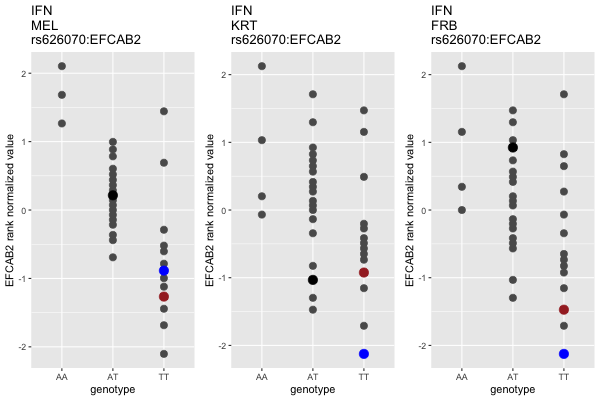 IFN
MEL
rs626070:EFCAB2
EFCAB2 rank normalized value
2
1
0
-1
-2
AA AT TT
genotype
IFN
KRT
rs626070:EFCAB2
EFCAB2 rank normalized value
2
1
0
-1
-2
AA AT TT
genotype
IFN
FRB
rs626070:EFCAB2
EFCAB2 rank normalized value
2
1
0
-1
-2
AA AT TT
genotype